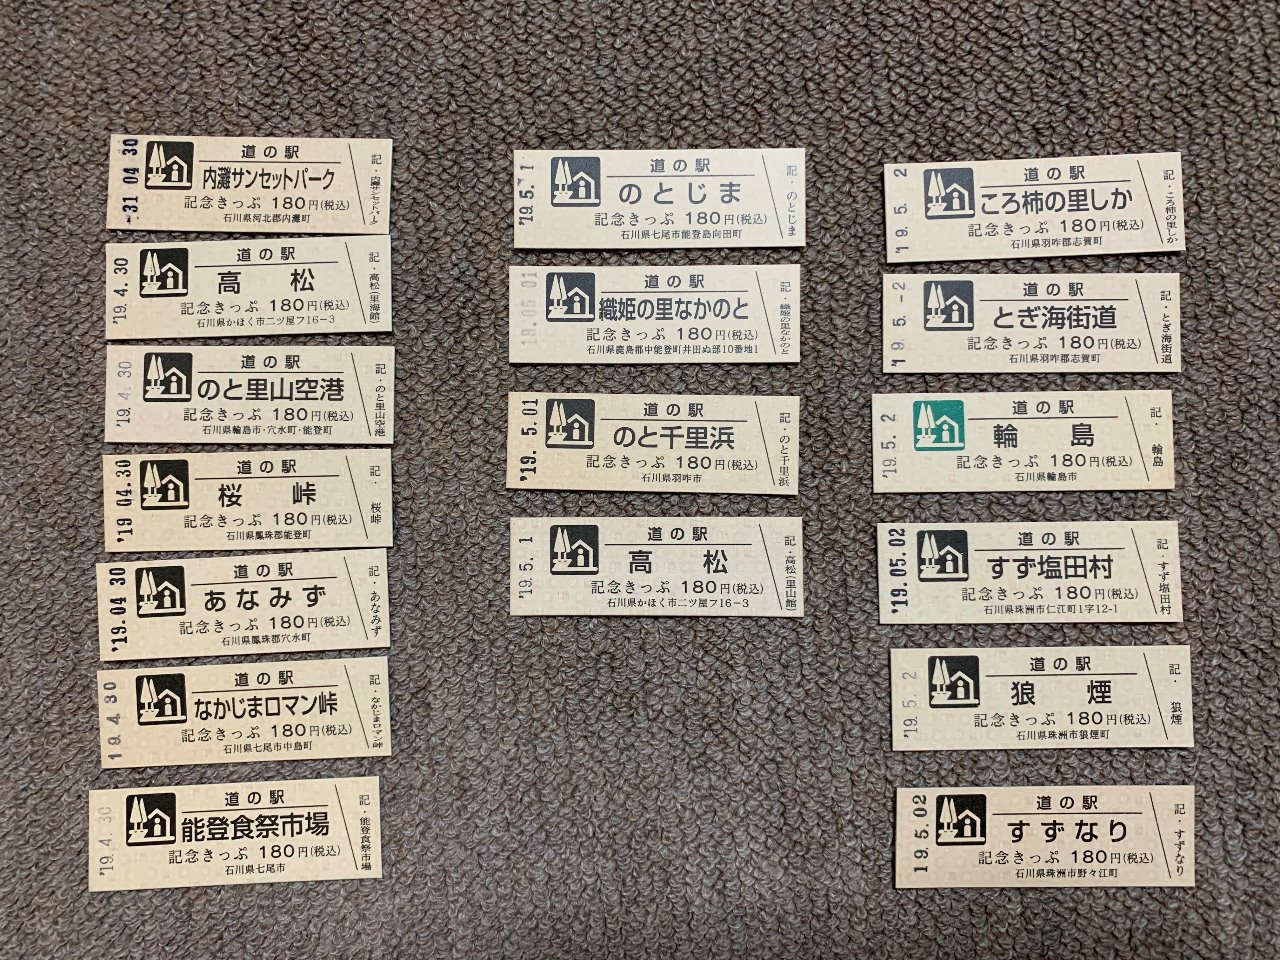 -31 04 30
道の駅
内灘サンセットパーク
記念きっぷ 180円(税込)
石川県河北郡内灘町
記・内灘サンセットパーク
'19.4.30
道の駅
高 松
記念きっぷ 180円(税込)
石川県かほく市二ツ屋フ16-3
記・高松(里海館)
'19.4.30
道の駅
のと里山空港
記念きっぷ 180円(税込)
石川県輪島市・穴水町・能登町
記・のと里山空港
'19 04.30
道の駅
桜 峠
記念きっぷ 180円(税込)
石川県鳳珠郡能登町
記・桜峠
'19.04 30
道の駅
あなみず
記念きっぷ 180円(税込)
石川県鳳珠郡穴水町
記・あなみず
19.4.30
道の駅
なかじまロマン峠
記念きっぷ 180円(税込)
石川県七尾市中島町
記・なかじまロマン峠
'19.4.30
道の駅
能登食祭市場
記念きっぷ 180円(税込)
石川県七尾市
記・能登食祭市場
'19.5.1
道の駅
のとじま
記念きっぷ 180円(税込)
石川県七尾市能登島向田町
記・のとじま
19.05.01
道の駅
織姫の里なかのと
記念きっぷ 180円(税込)
石川県鹿島郡中能登町井田ぬ部10番地1
記・織姫の里なかのと
'19. 5.01
道の駅
のと千里浜
記念きっぷ 180円(税込)
石川県羽咋市
記・のと千里浜
'19.5.1
道の駅
高 松
記念きっぷ 180円(税込)
石川県かほく市二ツ屋フ16-3
記・高松(里山館)
'19.5. 2
道の駅
ころ柿の里しか
記念きっぷ 180円(税込)
石川県羽咋郡志賀町
記・ころ柿の里しか
'19.5.-2
道の駅
とぎ海街道
記念きっぷ 180円(税込)
石川県羽咋郡志賀町
記・とぎ海街道
'19.5.2
道の駅
輪 島
記念きっぷ 180円(税込)
石川県輪島市
記・輪島
'19.05.02
道の駅
すず塩田村
記念きっぷ 180円(税込)
石川県珠洲市仁江町1字12-1
記・すず塩田村
'19.5.2
道の駅
狼 煙
記念きっぷ 180円(税込)
石川県珠洲市狼煙町
記・狼煙
19.5.02
道の駅
すずなり
記念きっぷ 180円(税込)
石川県珠洲市野々江町
記・すずなり